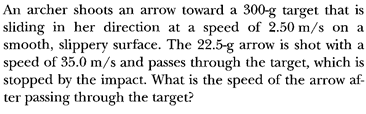 An archer shoots an arrow toward a 300-g target that is
sliding in her direction at a speed of 2.50 m/s on a
smooth, slippery surface. The 22.5-g arrow is shot with a
speed of 35.0 m/s and passes through the target, which is
stopped by the impact. What is the speed of the arrow af-
ter passing through the target?